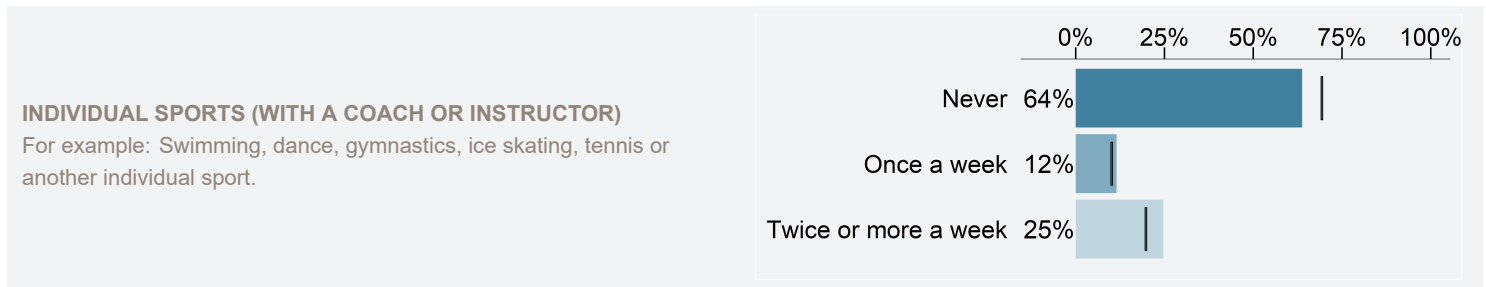 INDIVIDUAL SPORTS (WITH A COACH OR INSTRUCTOR)
For example: Swimming, dance, gymnastics, ice skating, tennis or
another individual sport.
0% 25% 50% 75% 100%
Never 64%
Once a week 12%
Twice or more a week 25%